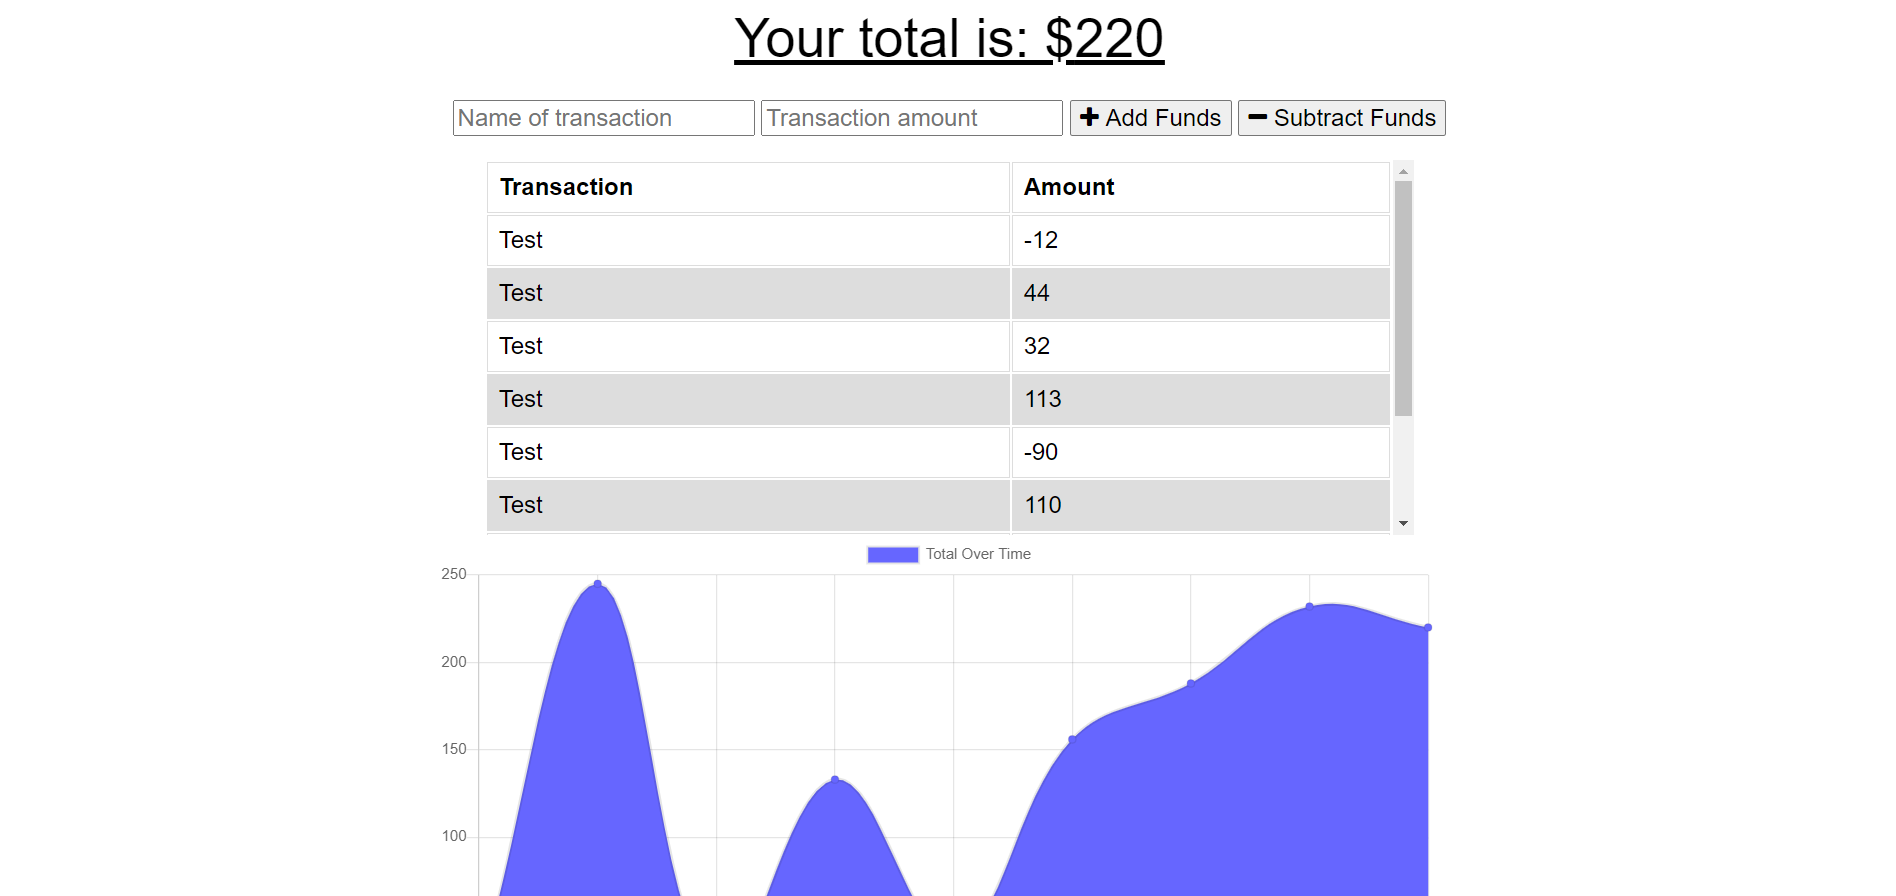 Your total is: $220
Name of transaction Transaction amount Add Funds Subtract Funds
Transaction Amount
Test -12
Test 44
Test 32
Test 113
Test -90
Test 110
Total Over Time
250
200
150
100